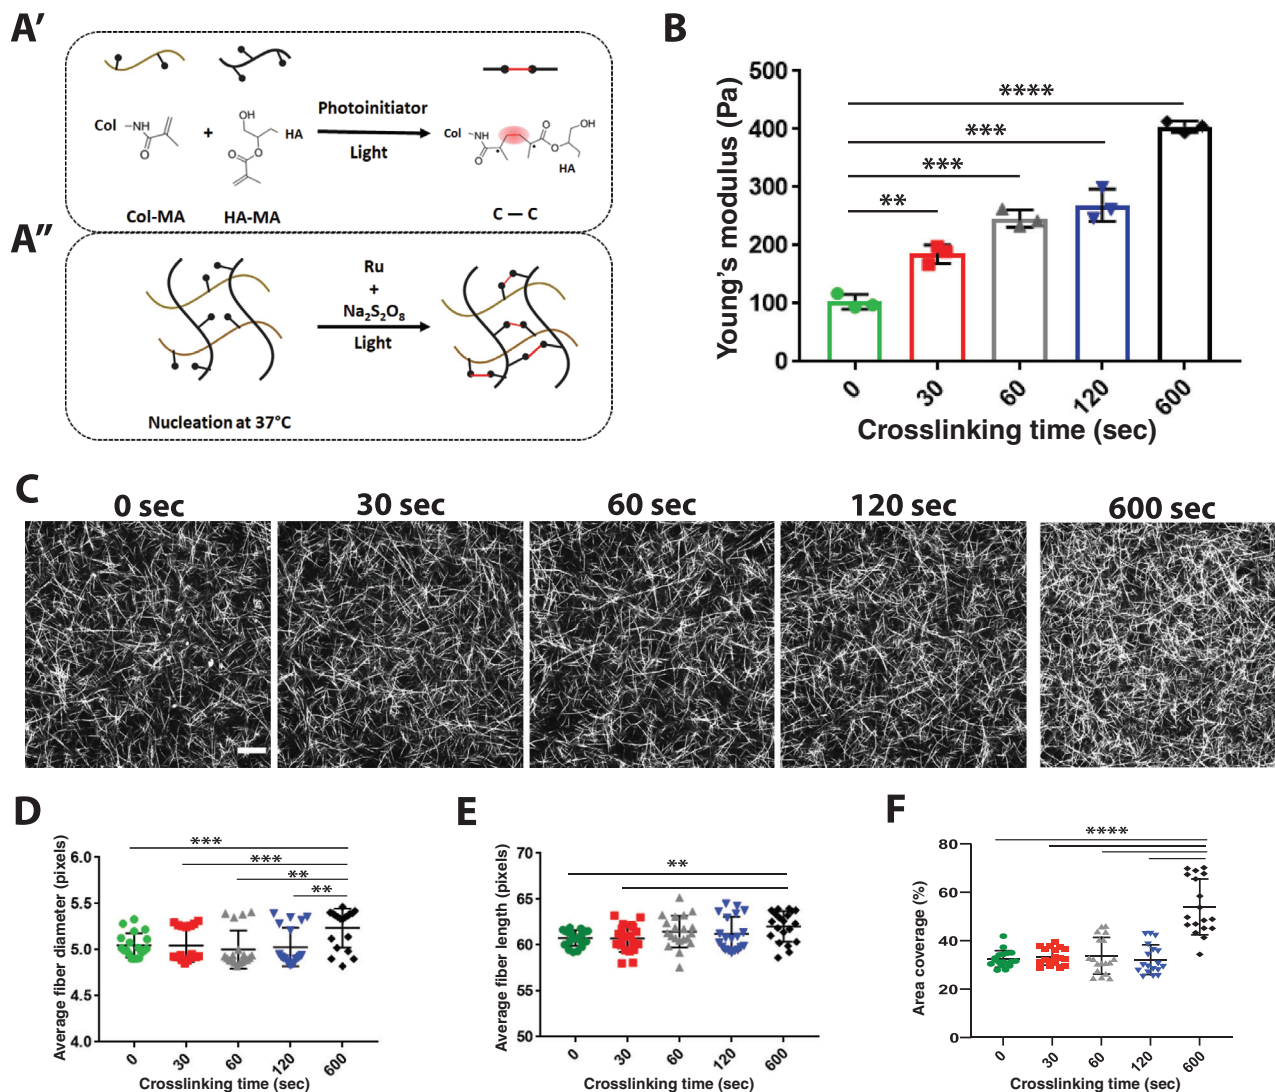 A′
Photoinitiator
Light
Col
NH
O
+
OH
HA
O
O
Col
NH
O
O
O
OH
HA
Col-MA
HA-MA
C — C
A″
Ru
+
Na₂S₂O₈
Light
Nucleation at 37°C
B
Young's modulus (Pa)
500
400
300
200
100
0
****
***
***
**
0
30
60
120
600
Crosslinking time (sec)
C
0 sec
30 sec
60 sec
120 sec
600 sec
D
Average fiber diameter (pixels)
6.0
5.5
5.0
4.5
4.0
***
***
**
**
0
30
60
120
600
Crosslinking time (sec)
E
Average fiber length (pixels)
70
65
60
55
50
**
0
30
60
120
600
Crosslinking time (sec)
F
Area coverage (%)
80
60
40
20
0
****
0
30
60
120
600
Crosslinking time (sec)